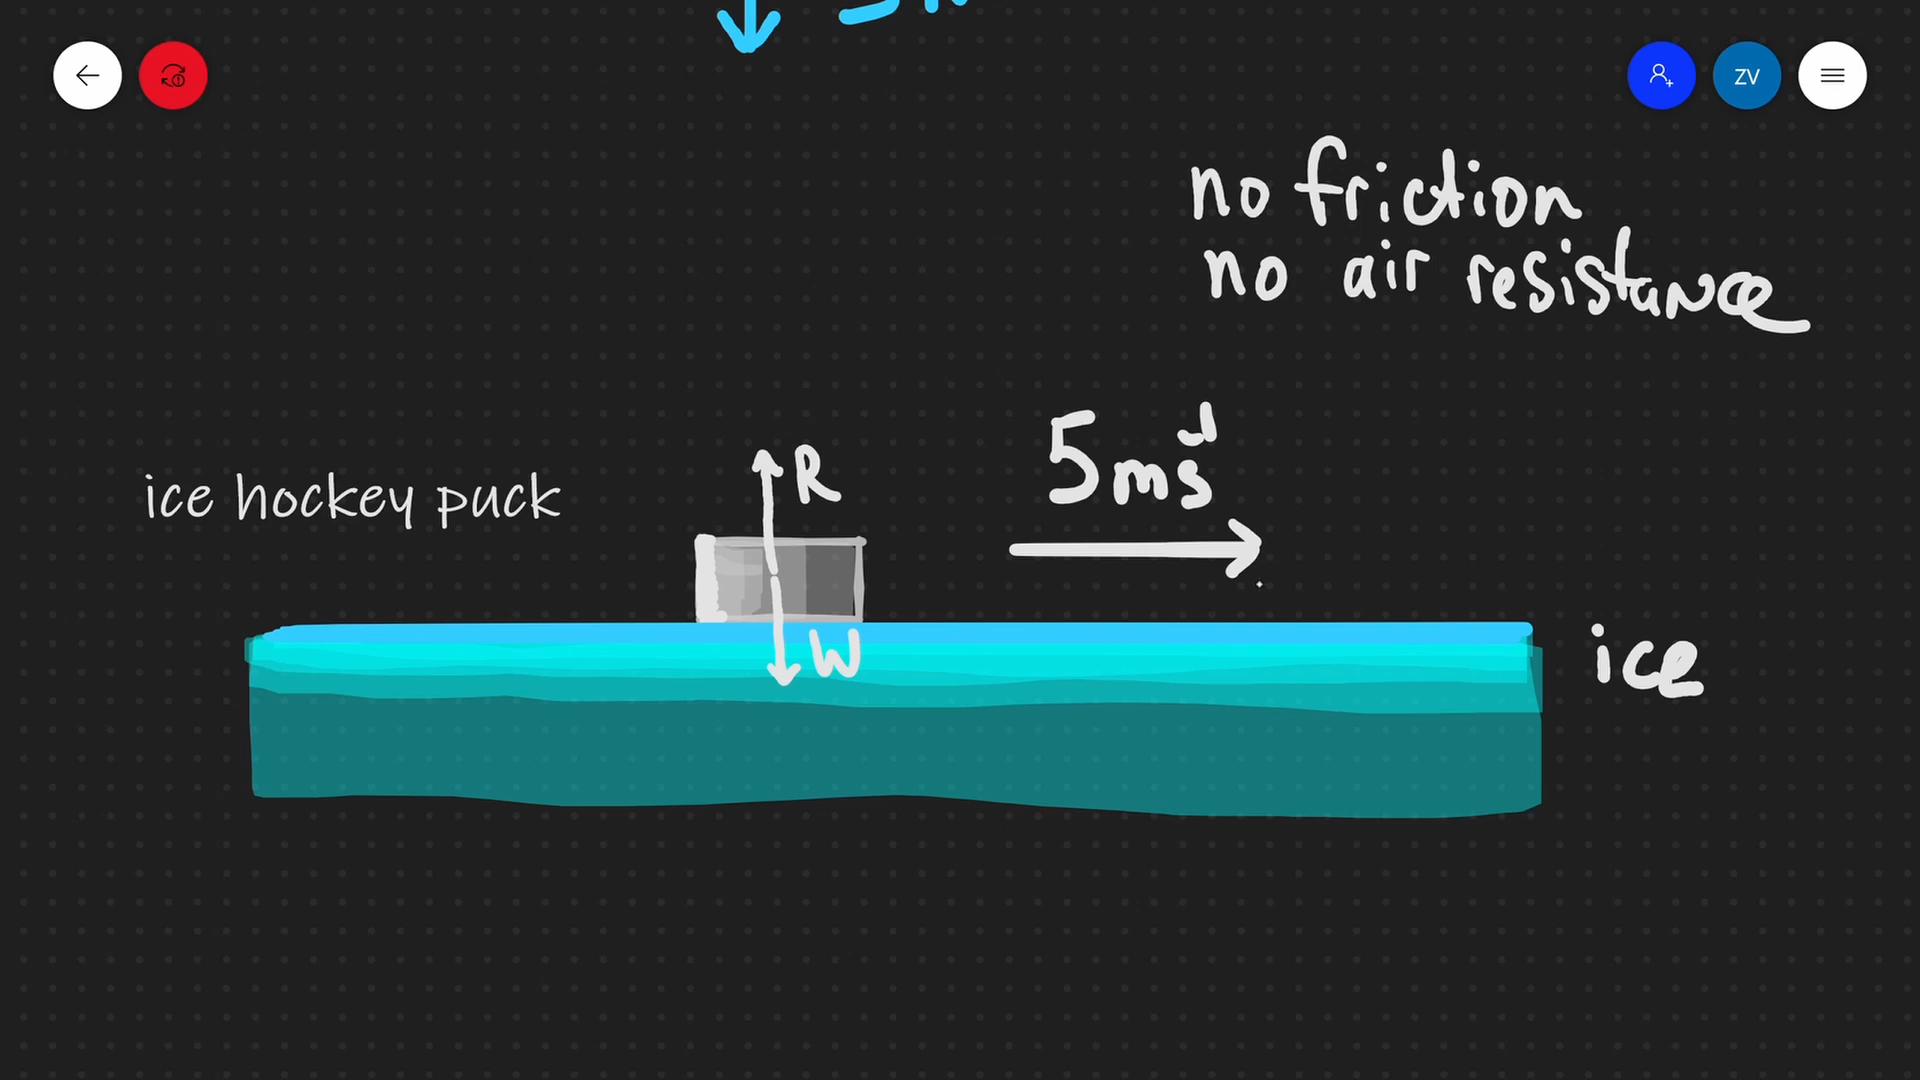 ZV
no friction
no air resistance
5ms⁻¹
R
ice hockey puck
W
ice